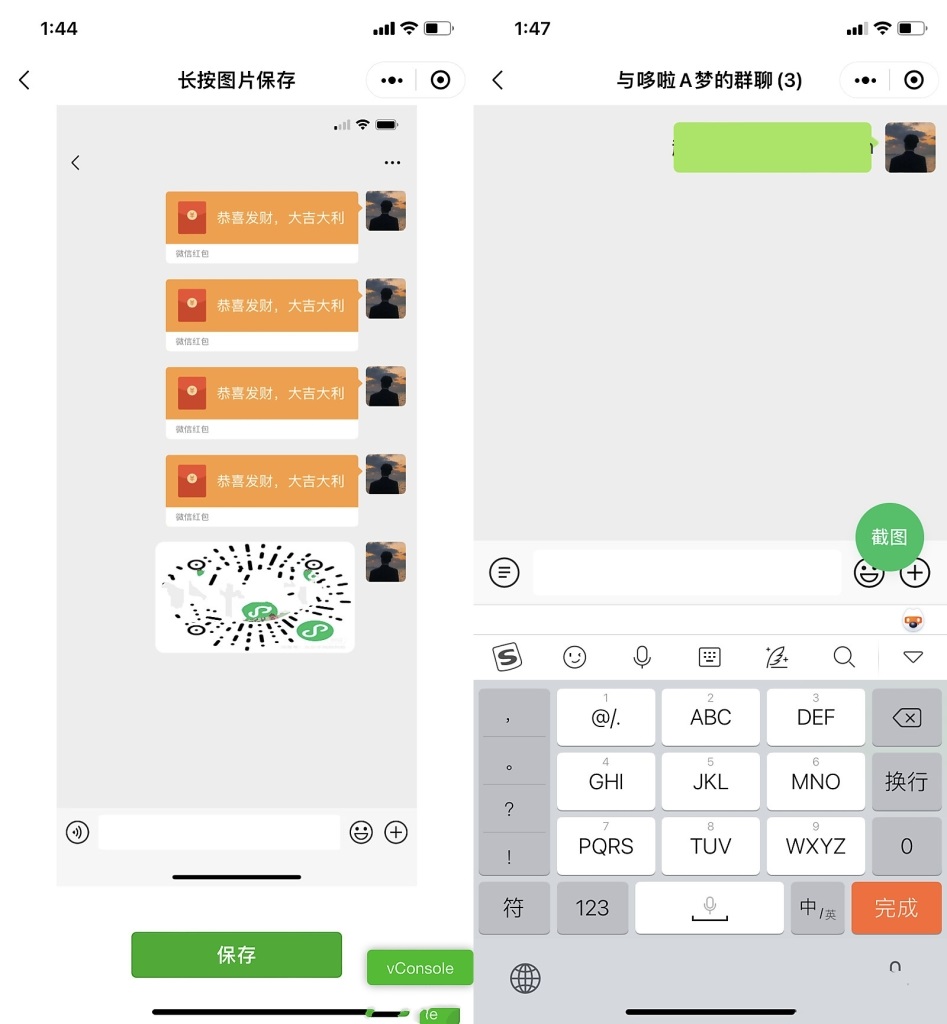 1:44
长按图片保存
恭喜发财，大吉大利
微信红包
恭喜发财，大吉大利
微信红包
恭喜发财，大吉大利
微信红包
恭喜发财，大吉大利
微信红包
保存
vConsole
le
1:47
与哆啦A梦的群聊(3)
截图
，
1
@/.
2
ABC
3
DEF
。
4
GHI
5
JKL
6
MNO
换行
?
7
PQRS
8
TUV
9
WXYZ
0
!
符
123
中/英
完成